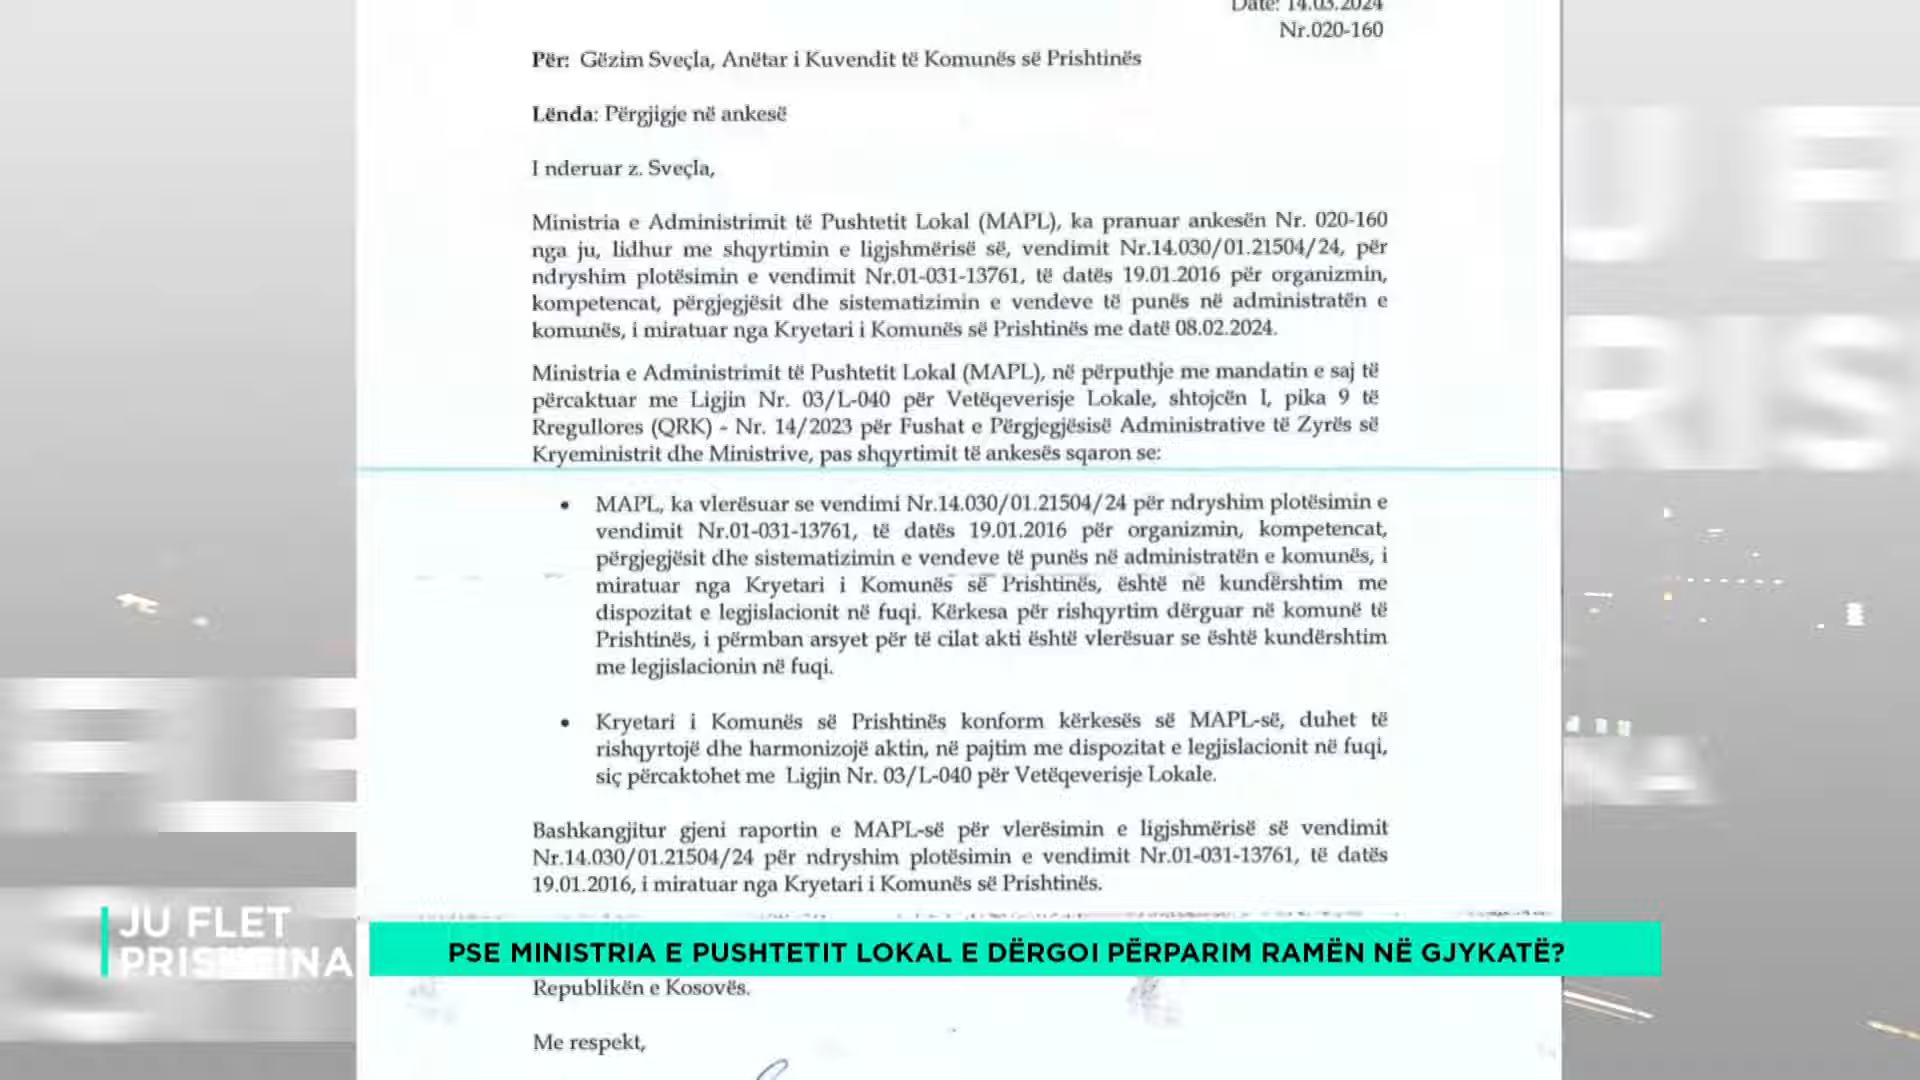 Datë: 14.03.2024
Nr.020-160
Për: Gëzim Sveçla, Anëtar i Kuvendit të Komunës së Prishtinës
Lënda: Përgjigje në ankesë
I nderuar z. Sveçla,
Ministria e Administrimit të Pushtetit Lokal (MAPL), ka pranuar ankesën Nr. 020-160
nga ju, lidhur me shqyrtimin e ligjshmërisë së, vendimit Nr.14.030/01.21504/24, për
ndryshim plotësimin e vendimit Nr.01-031-13761, të datës 19.01.2016 për organizmin,
kompetencat, përgjegjësit dhe sistematizimin e vendeve të punës në administratën e
komunës, i miratuar nga Kryetari i Komunës së Prishtinës me datë 08.02.2024.
Ministria e Administrimit të Pushtetit Lokal (MAPL), në përputhje me mandatin e saj të
përcaktuar me Ligjin Nr. 03/L-040 për Vetëqeverisje Lokale, shtojcën I, pika 9 të
Rregullores (QRK) - Nr. 14/2023 për Fushat e Përgjegjësisë Administrative të Zyrës së
Kryeministrit dhe Ministrive, pas shqyrtimit të ankesës sqaron se:
• MAPL, ka vlerësuar se vendimi Nr.14.030/01.21504/24 për ndryshim plotësimin e
vendimit Nr.01-031-13761, të datës 19.01.2016 për organizmin, kompetencat,
përgjegjësit dhe sistematizimin e vendeve të punës në administratën e komunës, i
miratuar nga Kryetari i Komunës së Prishtinës, është në kundërshtim me
dispozitat e legjislacionit në fuqi. Kërkesa për rishqyrtim dërguar në komunë të
Prishtinës, i përmban arsyet për të cilat akti është vlerësuar se është kundërshtim
me legjislacionin në fuqi.
• Kryetari i Komunës së Prishtinës konform kërkesës së MAPL-së, duhet të
rishqyrtojë dhe harmonizojë aktin, në pajtim me dispozitat e legjislacionit në fuqi,
siç përcaktohet me Ligjin Nr. 03/L-040 për Vetëqeverisje Lokale.
Bashkangjitur gjeni raportin e MAPL-së për vlerësimin e ligjshmërisë së vendimit
Nr.14.030/01.21504/24 për ndryshim plotësimin e vendimit Nr.01-031-13761, të datës
19.01.2016, i miratuar nga Kryetari i Komunës së Prishtinës.
JU FLET
PRISHTINA
PSE MINISTRIA E PUSHTETIT LOKAL E DËRGOI PËRPARIM RAMËN NË GJYKATË?
Republikën e Kosovës.
Me respekt,